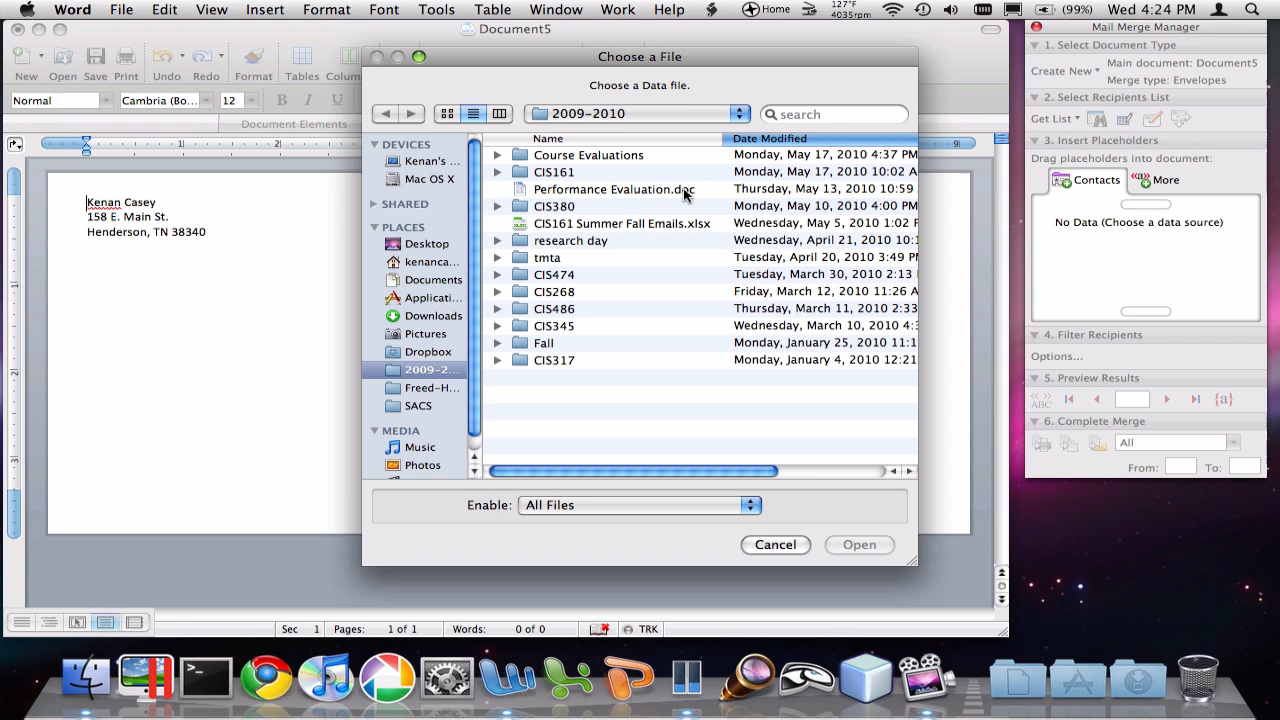 Word File Edit View Insert Format Font Tools Table Window Work Help Home 127°F 4035rpm (99%) Wed 4:24 PM
Document5
New Open Save Print Undo Redo Format Tables Colum
Normal Cambria (Bo... 12 B I U
Document Elements
Kenan Casey
158 E. Main St.
Henderson, TN 38340
Choose a File
Choose a Data file.
2009-2010 search
Name Date Modified
DEVICES
Kenan's ...
Mac OS X
SHARED
PLACES
Desktop
kenanca...
Documents
Applicati...
Downloads
Pictures
Dropbox
2009-2...
Freed-H...
SACS
MEDIA
Music
Photos
Course Evaluations Monday, May 17, 2010 4:37 PM
CIS161 Monday, May 17, 2010 10:02 A
Performance Evaluation.doc Thursday, May 13, 2010 10:59
CIS380 Monday, May 10, 2010 4:00 PM
CIS161 Summer Fall Emails.xlsx Wednesday, May 5, 2010 1:02 P
research day Wednesday, April 21, 2010 10:1
tmta Tuesday, April 20, 2010 3:49 PM
CIS474 Tuesday, March 30, 2010 2:13
CIS268 Friday, March 12, 2010 11:26 A
CIS486 Thursday, March 11, 2010 2:33
CIS345 Wednesday, March 10, 2010 4:3
Fall Monday, January 25, 2010 11:1
CIS317 Monday, January 4, 2010 12:21
Enable: All Files
Cancel Open
Mail Merge Manager
1. Select Document Type
Create New
Main document: Document5
Merge type: Envelopes
2. Select Recipients List
Get List
3. Insert Placeholders
Drag placeholders into document:
Contacts More
No Data (Choose a data source)
4. Filter Recipients
Options...
5. Preview Results
« » ABC {a}
6. Complete Merge
All
From: To:
Sec 1 Pages: 1 of 1 Words: 0 of 0 TRK